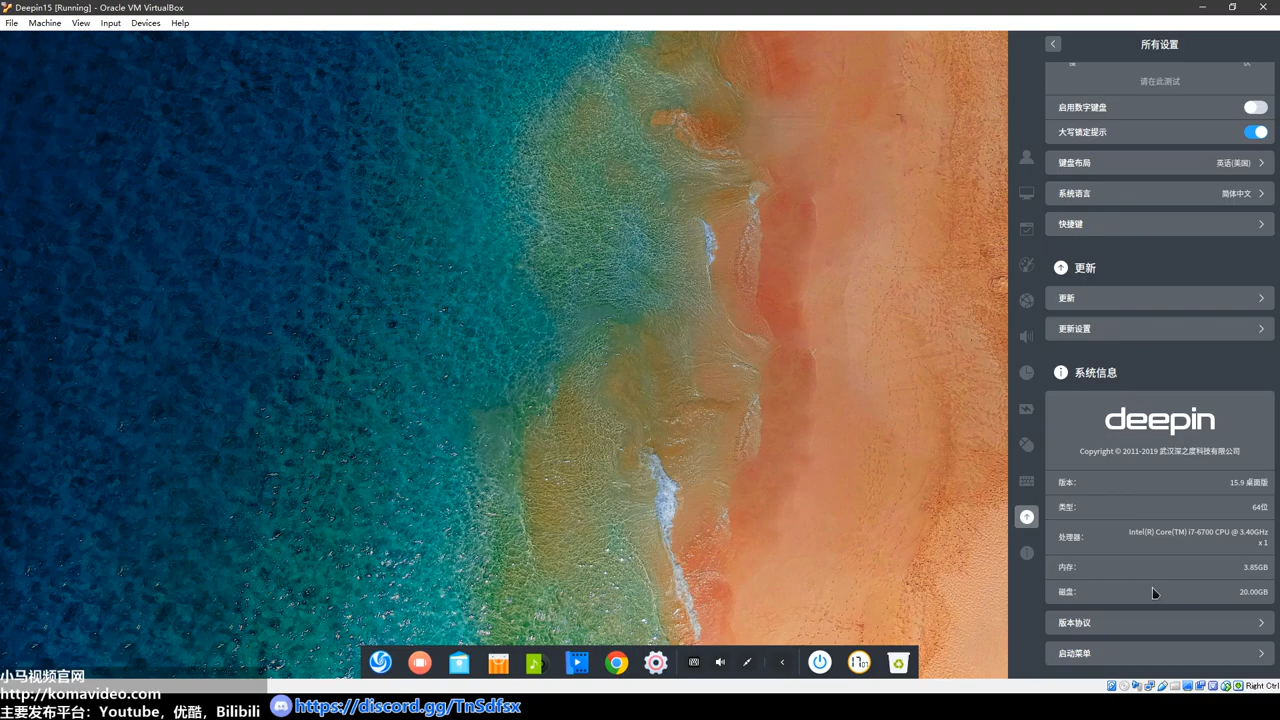 Deepin15 [Running] - Oracle VM VirtualBox
File Machine View Input Devices Help
所有设置
请在此测试
启用数字键盘
大写锁定提示
键盘布局 英语(美国)
系统语言 简体中文
快捷键
更新
更新
更新设置
系统信息
deepin
Copyright © 2011-2019 武汉深之度科技有限公司
版本: 15.9 桌面版
类型: 64位
处理器: Intel(R) Core(TM) i7-6700 CPU @ 3.40GHz
x 1
内存: 3.85GB
磁盘: 20.00GB
版本协议
启动菜单
Right Ctrl
小马视频官网
http://komavideo.com
主要发布平台：Youtube，优酷，Bilibili
https://discord.gg/TnSdfsx